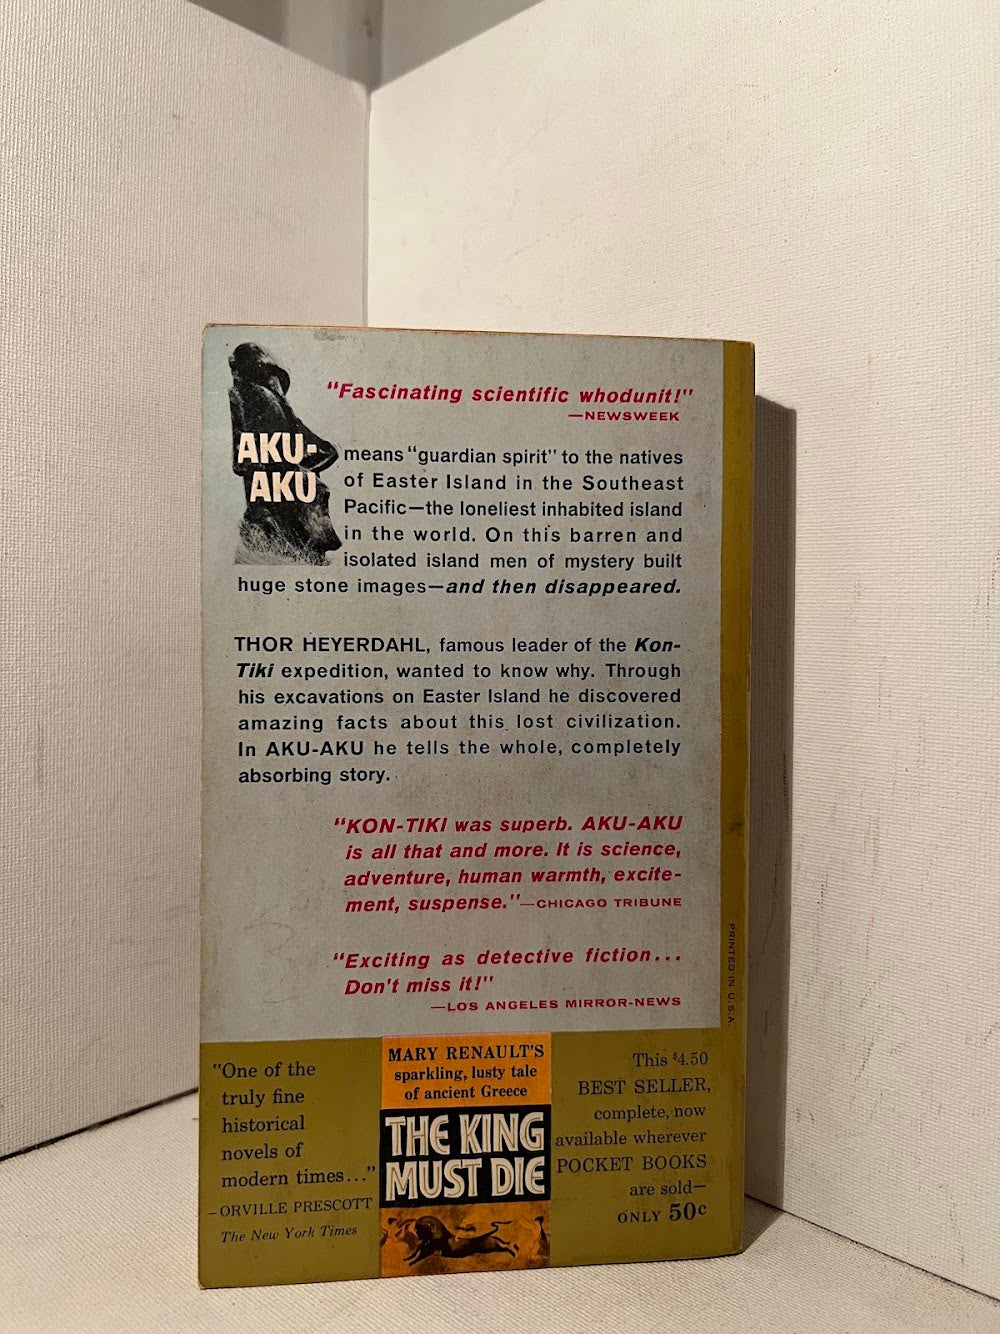 "Fascinating scientific whodunit!"
—NEWSWEEK
AKU-
AKU
means "guardian spirit" to the natives
of Easter Island in the Southeast
Pacific—the loneliest inhabited island
in the world. On this barren and
isolated island men of mystery built
huge stone images—and then disappeared.
THOR HEYERDAHL, famous leader of the Kon-
Tiki expedition, wanted to know why. Through
his excavations on Easter Island he discovered
amazing facts about this lost civilization.
In AKU-AKU he tells the whole, completely
absorbing story.
"KON-TIKI was superb. AKU-AKU
is all that and more. It is science,
adventure, human warmth, excite-
ment, suspense."—CHICAGO TRIBUNE
"Exciting as detective fiction...
Don't miss it!"
—LOS ANGELES MIRROR-NEWS
PRINTED IN U.S.A.
"One of the
truly fine
historical
novels of
modern times..."
-ORVILLE PRESCOTT
The New York Times
MARY RENAULT'S
sparkling, lusty tale
of ancient Greece
THE KING
MUST DIE
This $4.50
BEST SELLER,
complete, now
available wherever
POCKET BOOKS
are sold—
ONLY 50c